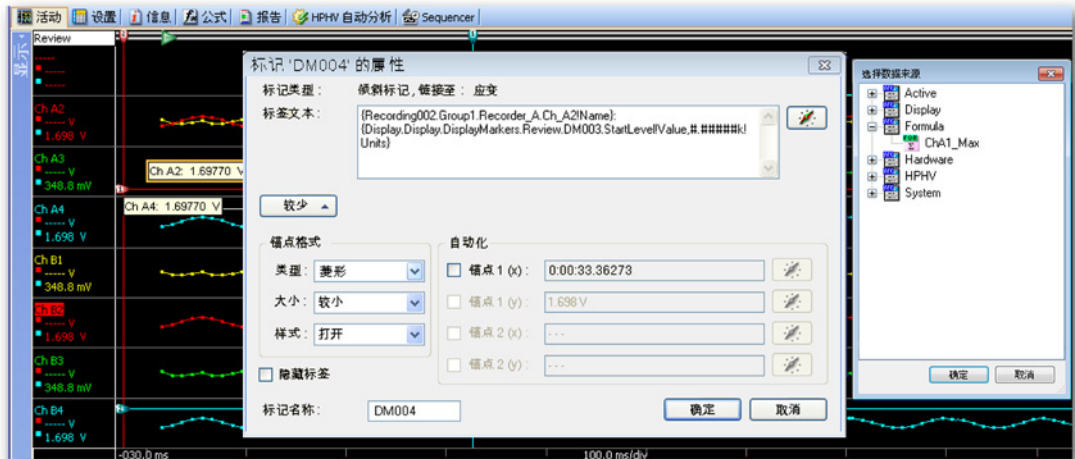 活动 设置 信息 公式 报告 HPHV 自动分析 Sequencer
显示
Review
-----
-----
Ch A2
----- V
1.698 V
Ch A3
----- V
348.8 mV
Ch A4
----- V
1.698 V
Ch B1
----- V
348.8 mV
Ch B2
----- V
1.698 V
Ch B3
----- V
348.8 mV
Ch B4
----- V
1.698 V
Ch A2: 1.69770 V
Ch A4: 1.69770 V
-030.0 ms
100.0 ms/div
标记 'DM004' 的属性
标记类型: 倾斜标记, 链接至: 应变
标签文本:
{Recording002.Group1.Recorder_A.Ch_A2!Name}:
{Display.Display.DisplayMarkers.Review.DM003.StartLevel!Value,#.#####k!
Units}
较少
锚点格式
类型: 菱形
大小: 较小
样式: 打开
隐藏标签
标记名称: DM004
自动化
锚点 1 (x): 0:00:33.36273
锚点 1 (y): 1.698 V
锚点 2 (x): ---
锚点 2 (y): ---
确定 取消
选择数据来源
Active
Display
Formula
ChA1_Max
Hardware
HPHV
System
确定 取消